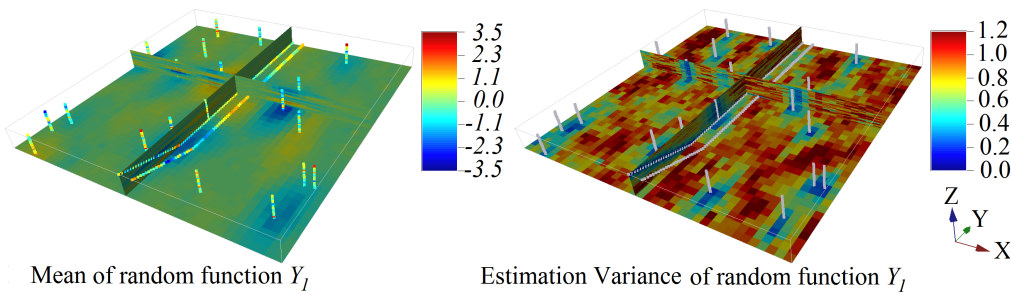 3.5
2.3
1.1
0.0
-1.1
-2.3
-3.5
1.2
1.0
0.8
0.6
0.4
0.2
0.0
Z
Y
X
Mean of random function Y1
Estimation Variance of random function Y1